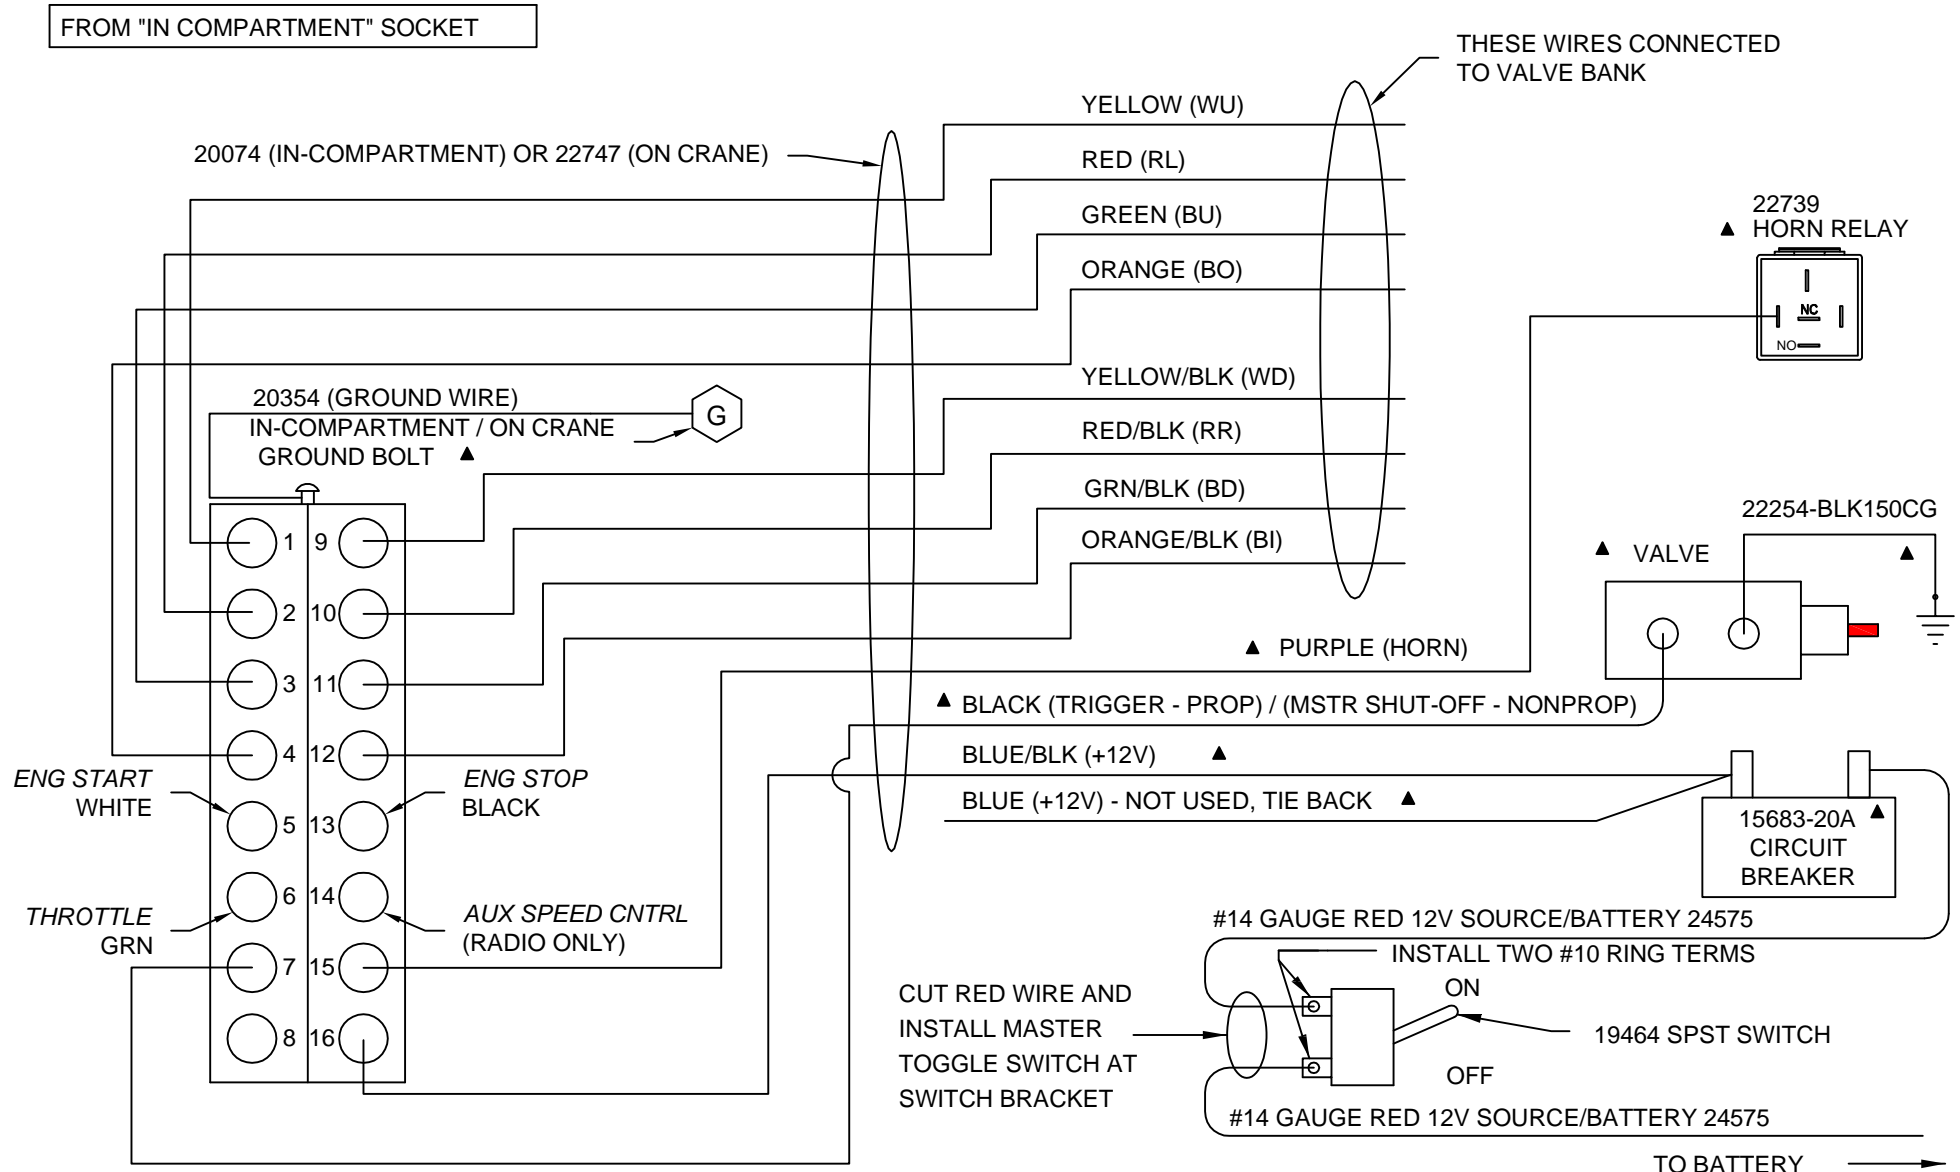 FROM "IN COMPARTMENT" SOCKET
THESE WIRES CONNECTED
TO VALVE BANK
20074 (IN-COMPARTMENT) OR 22747 (ON CRANE)
YELLOW (WU)
RED (RL)
GREEN (BU)
ORANGE (BO)
22739
▲ HORN RELAY
NC
NO
YELLOW/BLK (WD)
RED/BLK (RR)
GRN/BLK (BD)
ORANGE/BLK (BI)
20354 (GROUND WIRE)
IN-COMPARTMENT / ON CRANE
GROUND BOLT ▲
G
22254-BLK150CG
▲ VALVE ▲
▲ PURPLE (HORN)
▲ BLACK (TRIGGER - PROP) / (MSTR SHUT-OFF - NONPROP)
BLUE/BLK (+12V) ▲
BLUE (+12V) - NOT USED, TIE BACK ▲
1 9
2 10
3 11
4 12
5 13
6 14
7 15
8 16
ENG START
WHITE
ENG STOP
BLACK
THROTTLE
GRN
AUX SPEED CNTRL
(RADIO ONLY)
15683-20A ▲
CIRCUIT
BREAKER
#14 GAUGE RED 12V SOURCE/BATTERY 24575
INSTALL TWO #10 RING TERMS
CUT RED WIRE AND
INSTALL MASTER
TOGGLE SWITCH AT
SWITCH BRACKET
ON
19464 SPST SWITCH
OFF
#14 GAUGE RED 12V SOURCE/BATTERY 24575
TO BATTERY